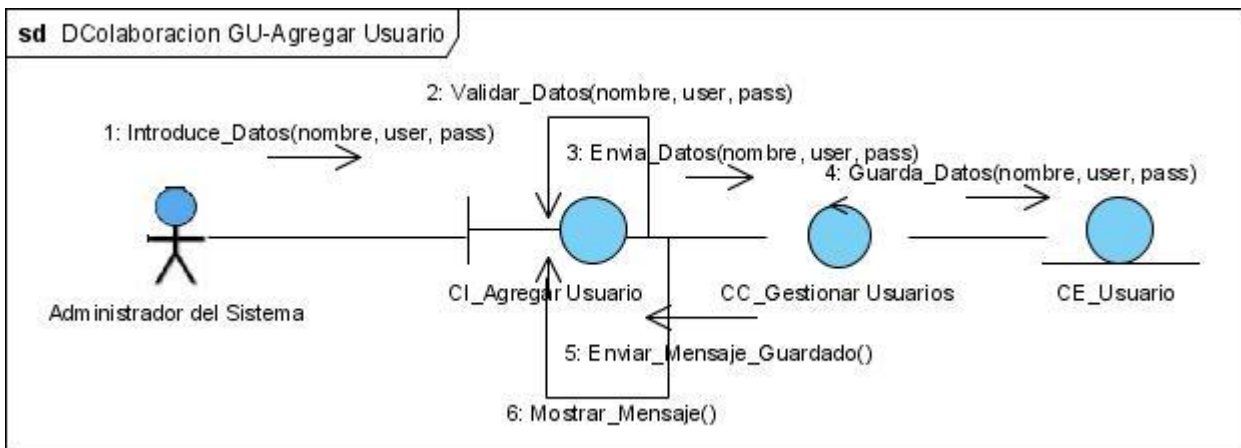 sd DColaboracion GU-Agregar Usuario
2: Validar_Datos(nombre, user, pass)
1: Introduce_Datos(nombre, user, pass)
3: Envia_Datos(nombre, user, pass)
4: Guarda_Datos(nombre, user, pass)
CI_Agregar Usuario
CC_Gestionar Usuarios
CE_Usuario
Administrador del Sistema
5: Enviar_Mensaje_Guardado()
6: Mostrar_Mensaje()